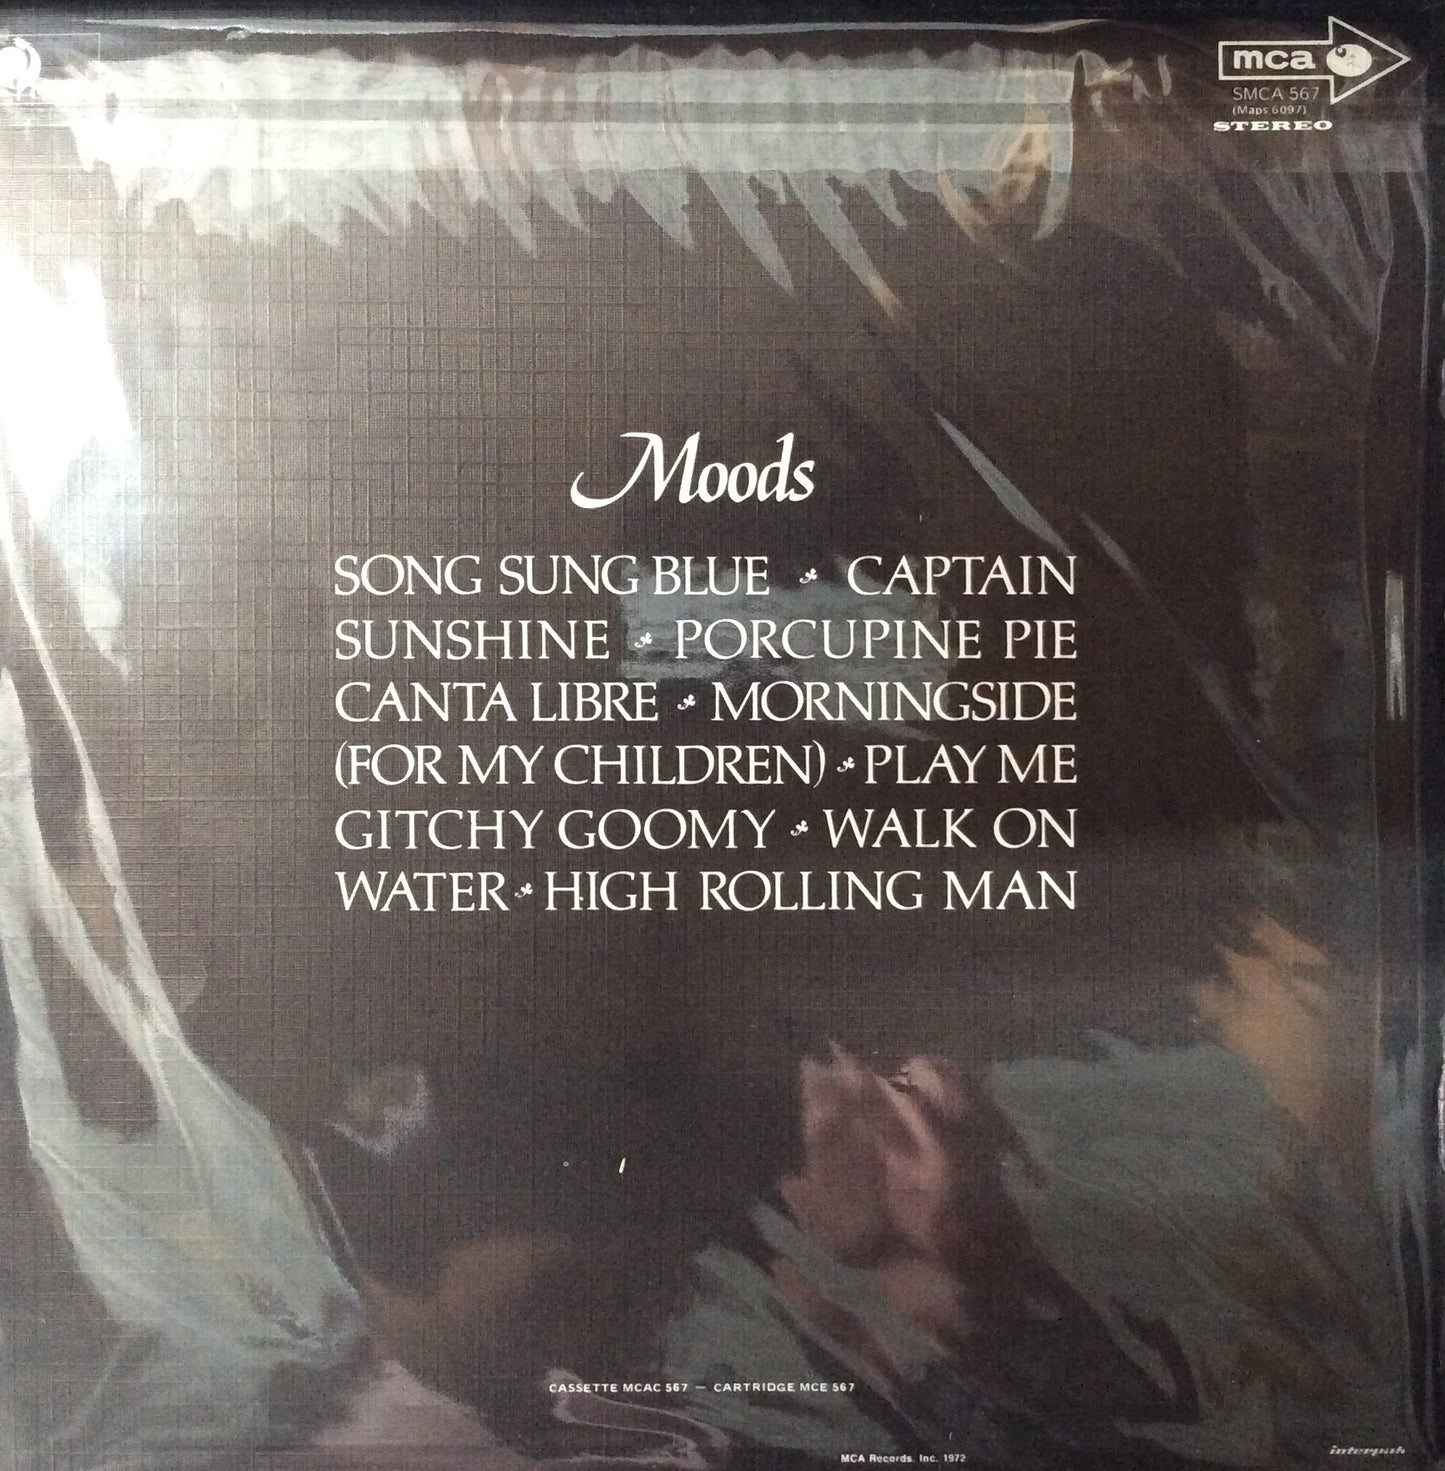 mca
SMCA 567
(Maps 6097)
STEREO
Moods
SONG SUNG BLUE CAPTAIN
SUNSHINE PORCUPINE PIE
CANTA LIBRE MORNINGSIDE
(FOR MY CHILDREN) PLAY ME
GITCHY GOOMY WALK ON
WATER HIGH ROLLING MAN
CASSETTE MCAC 567 — CARTRIDGE MCE 567
MCA Records. Inc. 1972
interpak